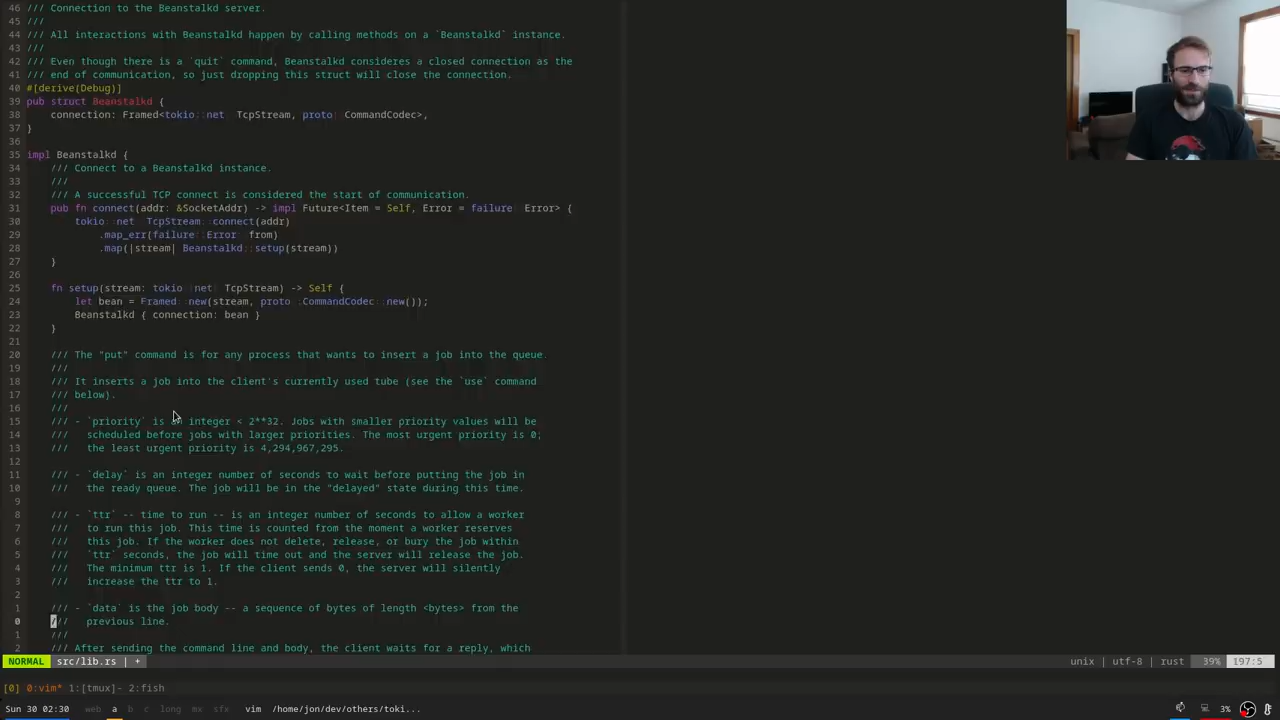 46 /// Connection to the Beanstalkd server.
45 ///
44 /// All interactions with Beanstalkd happen by calling methods on a `Beanstalkd` instance.
43 ///
42 /// Even though there is a `quit` command, Beanstalkd consideres a closed connection as the
41 /// end of communication, so just dropping this struct will close the connection.
40 #[derive(Debug)]
39 pub struct Beanstalkd {
38 connection: Framed<tokio::net::TcpStream, proto::CommandCodec>,
37 }
36
35 impl Beanstalkd {
34 /// Connect to a Beanstalkd instance.
33 ///
32 /// A successful TCP connect is considered the start of communication.
31 pub fn connect(addr: &SocketAddr) -> impl Future<Item = Self, Error = failure::Error> {
30 tokio::net::TcpStream::connect(addr)
29 .map_err(failure::Error::from)
28 .map(|stream| Beanstalkd::setup(stream))
27 }
26
25 fn setup(stream: tokio::net::TcpStream) -> Self {
24 let bean = Framed::new(stream, proto::CommandCodec::new());
23 Beanstalkd { connection: bean }
22 }
21
20 /// The "put" command is for any process that wants to insert a job into the queue.
19 ///
18 /// It inserts a job into the client's currently used tube (see the `use` command
17 /// below).
16 ///
15 /// - `priority` is an integer < 2**32. Jobs with smaller priority values will be
14 /// scheduled before jobs with larger priorities. The most urgent priority is 0;
13 /// the least urgent priority is 4,294,967,295.
12
11 /// - `delay` is an integer number of seconds to wait before putting the job in
10 /// the ready queue. The job will be in the "delayed" state during this time.
9
8 /// - `ttr` -- time to run -- is an integer number of seconds to allow a worker
7 /// to run this job. This time is counted from the moment a worker reserves
6 /// this job. If the worker does not delete, release, or bury the job within
5 /// `ttr` seconds, the job will time out and the server will release the job.
4 /// The minimum ttr is 1. If the client sends 0, the server will silently
3 /// increase the ttr to 1.
2
1 /// - `data` is the job body -- a sequence of bytes of length <bytes> from the
0 /// previous line.
1 ///
2 /// After sending the command line and body, the client waits for a reply, which
NORMAL src/lib.rs | + unix | utf-8 | rust 39% 197:5
[0] 0:vim* 1:[tmux]- 2:fish
Sun 30 02:30 web a b c long mx sfx vim /home/jon/dev/others/toki... 3%